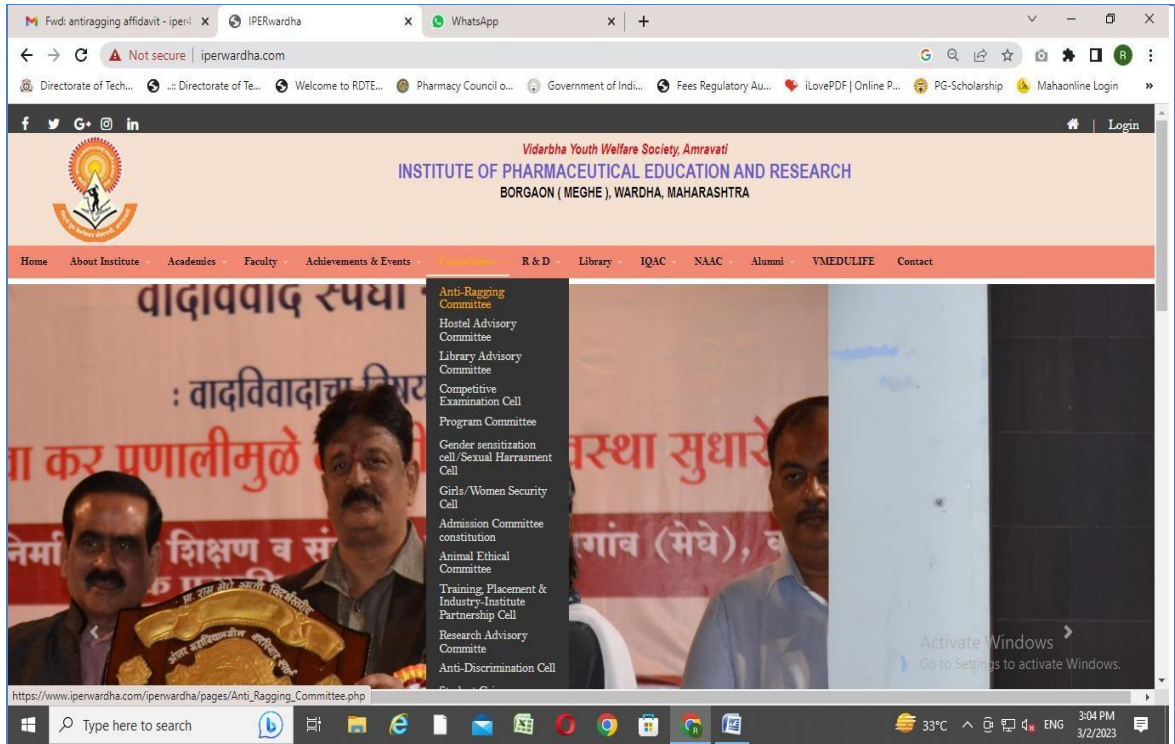 Fwd: antiragging affidavit - iper4
IPERwardha
WhatsApp
Not secure | iperwardha.com
Directorate of Tech...
..:: Directorate of Te...
Welcome to RDTE...
Pharmacy Council o...
Government of Indi...
Fees Regulatory Au...
iLovePDF | Online P...
PG-Scholarship
Mahaonline Login
»
f G+ in
| Login
Vidarbha Youth Welfare Society, Amravati
INSTITUTE OF PHARMACEUTICAL EDUCATION AND RESEARCH
BORGAON ( MEGHE ), WARDHA, MAHARASHTRA
Home
About Institute
Academics
Faculty
Achievements & Events
Committees
R & D
Library
IQAC
NAAC
Alumni
VMEDULIFE
Contact
Anti-Ragging
Committee
Hostel Advisory
Committee
Library Advisory
Committee
Competitive
Examination Cell
Program Committee
Gender sensitization
cell/Sexual Harrasment
Cell
Girls/Women Security
Cell
Admission Committee
constitution
Animal Ethical
Committee
Training, Placement &
Industry-Institute
Partnership Cell
Research Advisory
Committe
Anti-Discrimination Cell
वादविवाद स्पर्धा
: वादविवादाचा विषय
कर प्रणालीमुळे
सुधारे
शिक्षण व
(मेघे),
प्रा. राम मेघे
Activate Windows
Go to Settings to activate Windows.
https://www.iperwardha.com/iperwardha/pages/Anti_Ragging_Committee.php
Type here to search
33°C
ENG
3:04 PM
3/2/2023